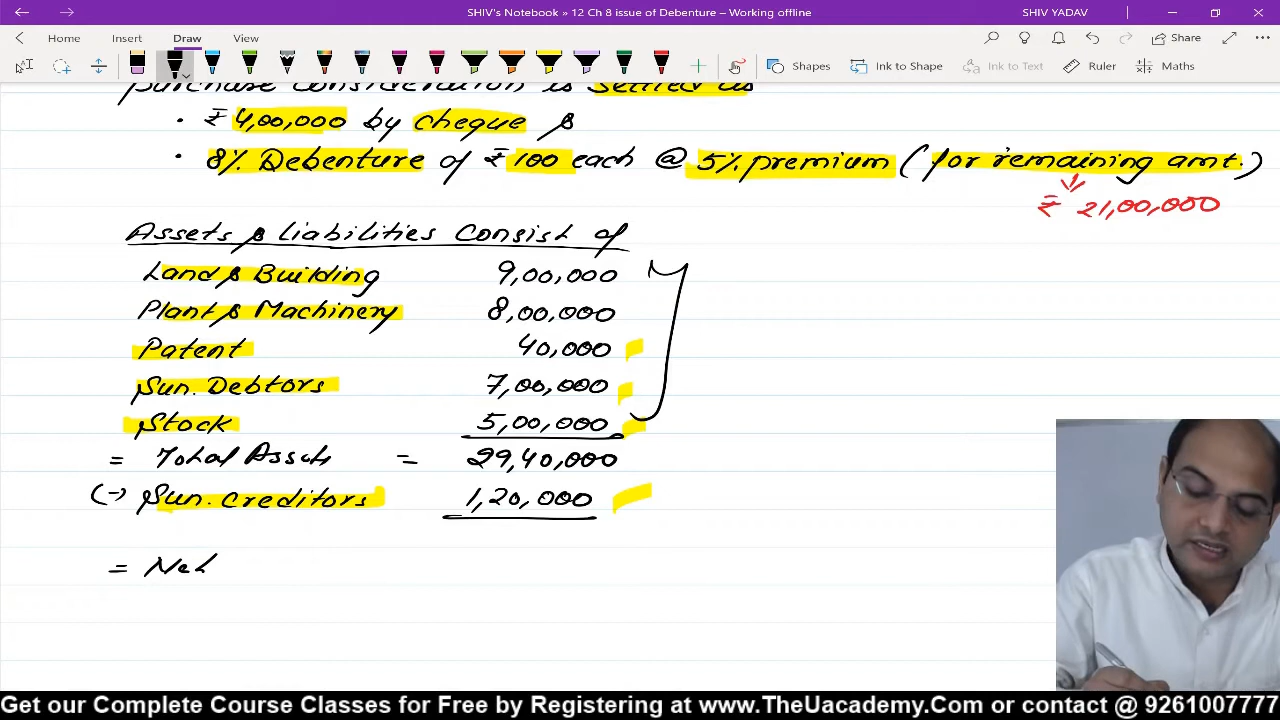 SHIV's Notebook » 12 Ch 8 issue of Debenture – Working offline
SHIV YADAV
Home Insert Draw View
Share
Shapes Ink to Shape Ink to Text Ruler Maths
purchase consideration is settled as
• ₹ 4,00,000 by cheque &
• 8% Debenture of ₹ 100 each @ 5% premium (for remaining amt.)
₹ 21,00,000
Assets & liabilities consist of
Land & Building 9,00,000
Plant & Machinery 8,00,000
Patent 40,000
Sun. Debtors 7,00,000
Stock 5,00,000
= Total Assets = 29,40,000
(-) Sun. creditors 1,20,000
= Net
Get our Complete Course Classes for Free by Registering at www.TheUacademy.Com or contact @ 9261007777